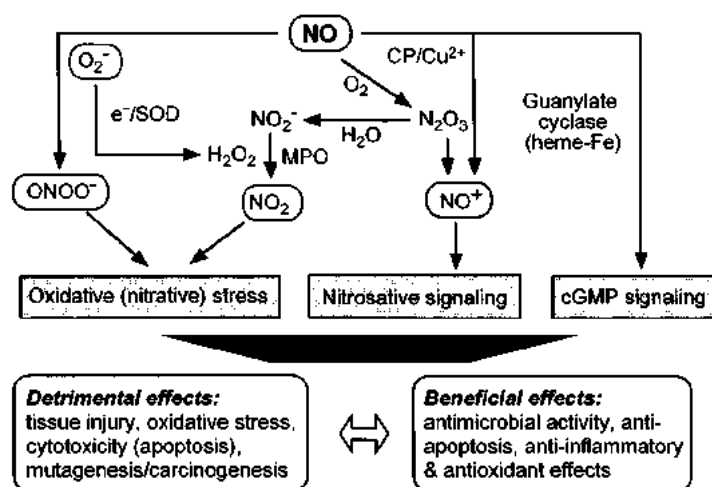 NO
O₂⁻
CP/Cu²⁺
O₂
e⁻/SOD
NO₂⁻
H₂O
N₂O₃
Guanylate
cyclase
(heme-Fe)
H₂O₂
MPO
ONOO⁻
NO₂
NO⁺
Oxidative (nitrative) stress
Nitrosative signaling
cGMP signaling
Detrimental effects:
tissue injury, oxidative stress,
cytotoxicity (apoptosis),
mutagenesis/carcinogenesis
Beneficial effects:
antimicrobial activity, anti-
apoptosis, anti-inflammatory
& antioxidant effects